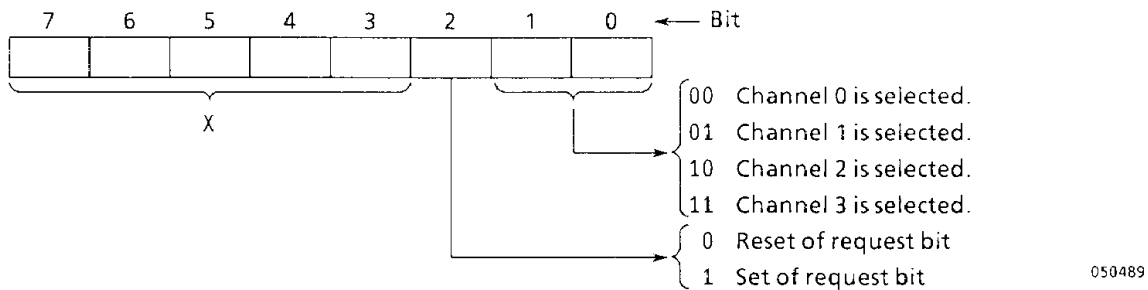 7 6 5 4 3 2 1 0 ← Bit
X
00 Channel 0 is selected.
01 Channel 1 is selected.
10 Channel 2 is selected.
11 Channel 3 is selected.
0 Reset of request bit
1 Set of request bit
050489